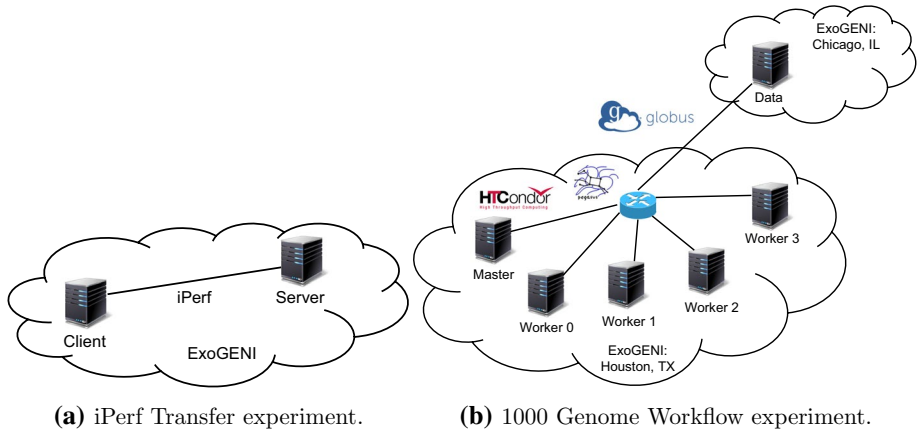 ExoGENI:
Chicago, IL
Data
g
globus
HTCondor
High Throughput Computing
pegasus
Master
Worker 0
Worker 1
Worker 2
Worker 3
ExoGENI:
Houston, TX
Client
iPerf
Server
ExoGENI
(a) iPerf Transfer experiment.
(b) 1000 Genome Workflow experiment.